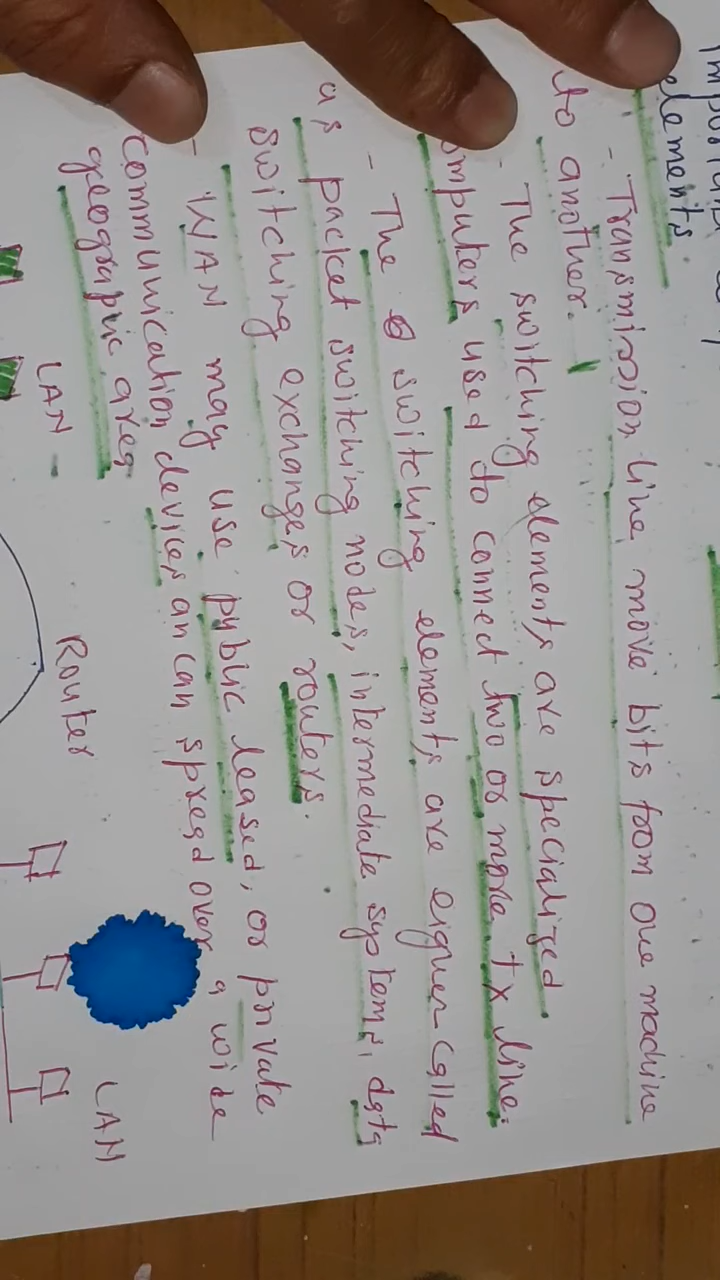 elements.
- Transmission line move bits from one machine
to another.
- The switching elements are specialized
computers used to connect two or more tx line.
- The switching elements are eigner called
as packet switching nodes, intermediate systems, data
switching exchanges or routers.
- WAN may use public leased, or private
communication devices an can spread over a wide
geographic area,
LAN -
Router
LAN